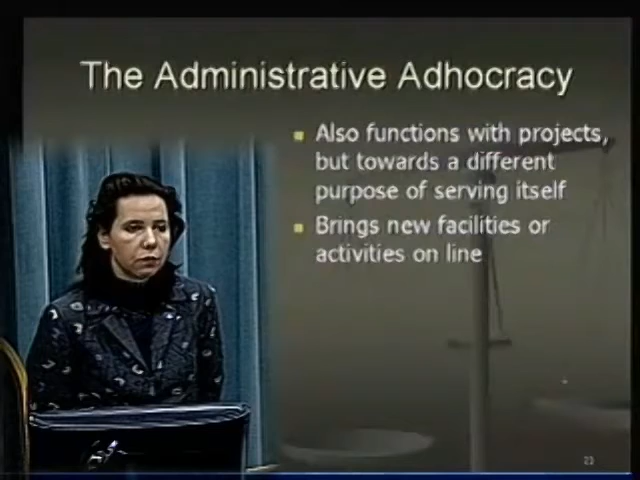 The Administrative Adhocracy
Also functions with projects,
but towards a different
purpose of serving itself
Brings new facilities or
activities on line
23